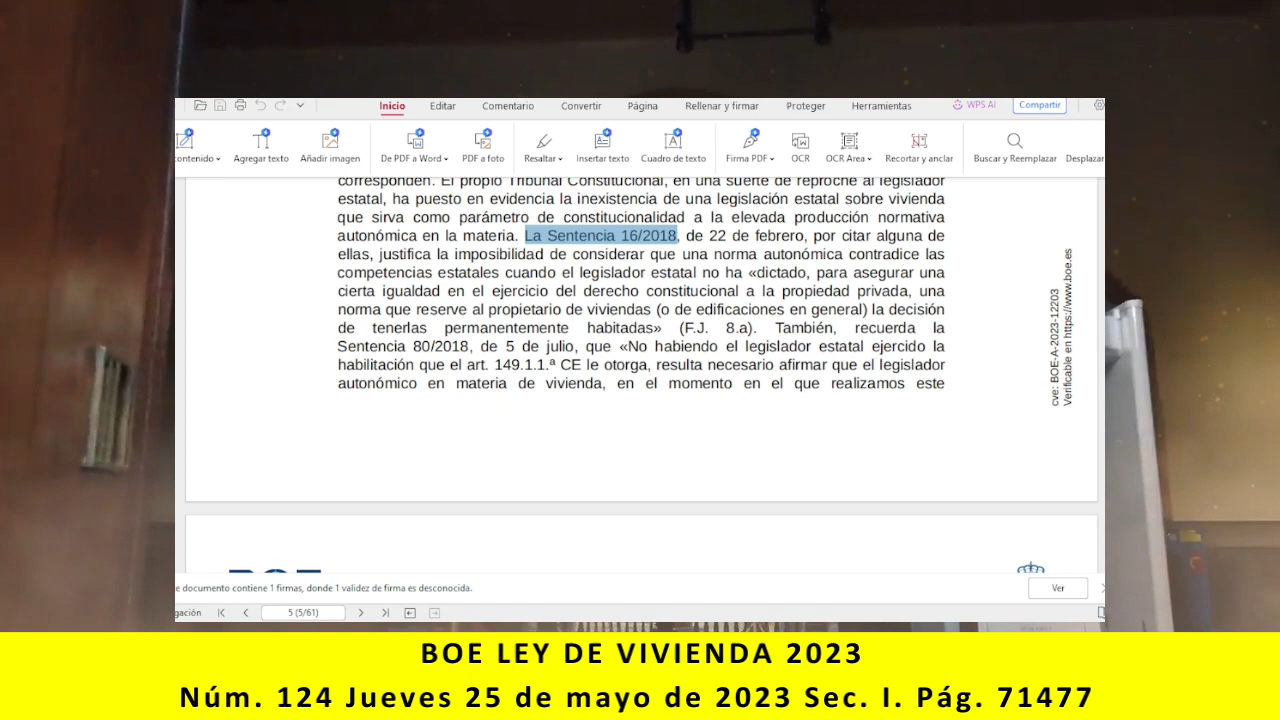 Inicio Editar Comentario Convertir Página Rellenar y firmar Proteger Herramientas WPS AI Compartir
contenido Agregar texto Añadir imagen De PDF a Word PDF a foto Resaltar Insertar texto Cuadro de texto Firma PDF OCR OCR Area Recortar y anclar Buscar y Reemplazar Desplazar
corresponden. El propio Tribunal Constitucional, en una suerte de reproche al legislador
estatal, ha puesto en evidencia la inexistencia de una legislación estatal sobre vivienda
que sirva como parámetro de constitucionalidad a la elevada producción normativa
autonómica en la materia. La Sentencia 16/2018, de 22 de febrero, por citar alguna de
ellas, justifica la imposibilidad de considerar que una norma autonómica contradice las
competencias estatales cuando el legislador estatal no ha «dictado, para asegurar una
cierta igualdad en el ejercicio del derecho constitucional a la propiedad privada, una
norma que reserve al propietario de viviendas (o de edificaciones en general) la decisión
de tenerlas permanentemente habitadas» (F.J. 8.a). También, recuerda la
Sentencia 80/2018, de 5 de julio, que «No habiendo el legislador estatal ejercido la
habilitación que el art. 149.1.1.ª CE le otorga, resulta necesario afirmar que el legislador
autonómico en materia de vivienda, en el momento en el que realizamos este
cve: BOE-A-2023-12203
Verificable en https://www.boe.es
BOE
e documento contiene 1 firmas, donde 1 validez de firma es desconocida. Ver
gación 5 (5/61)
BOE LEY DE VIVIENDA 2023
Núm. 124 Jueves 25 de mayo de 2023 Sec. I. Pág. 71477